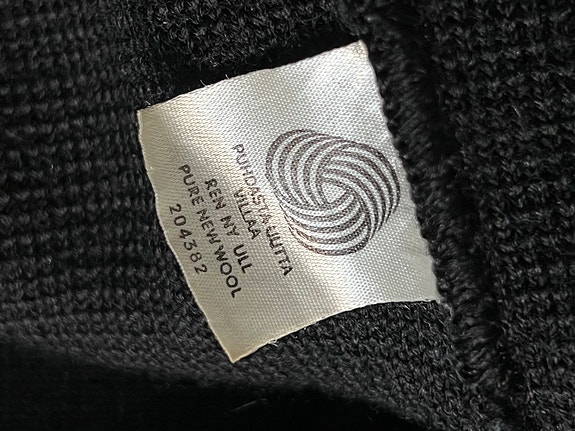 PUHDASTA UUTTA
VILLAA
REN NY ULL
PURE NEW WOOL
204382